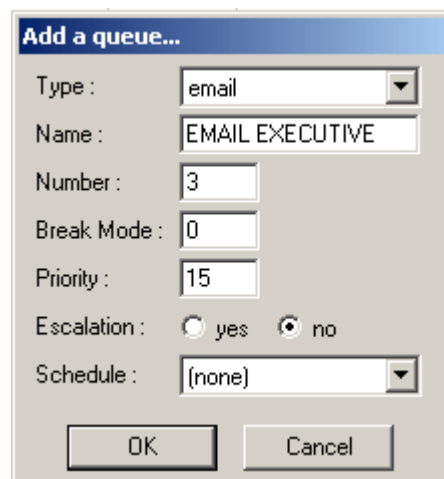 Add a queue...
Type : email
Name : EMAIL EXECUTIVE
Number : 3
Break Mode : 0
Priority : 15
Escalation : yes no
Schedule : (none)
OK Cancel